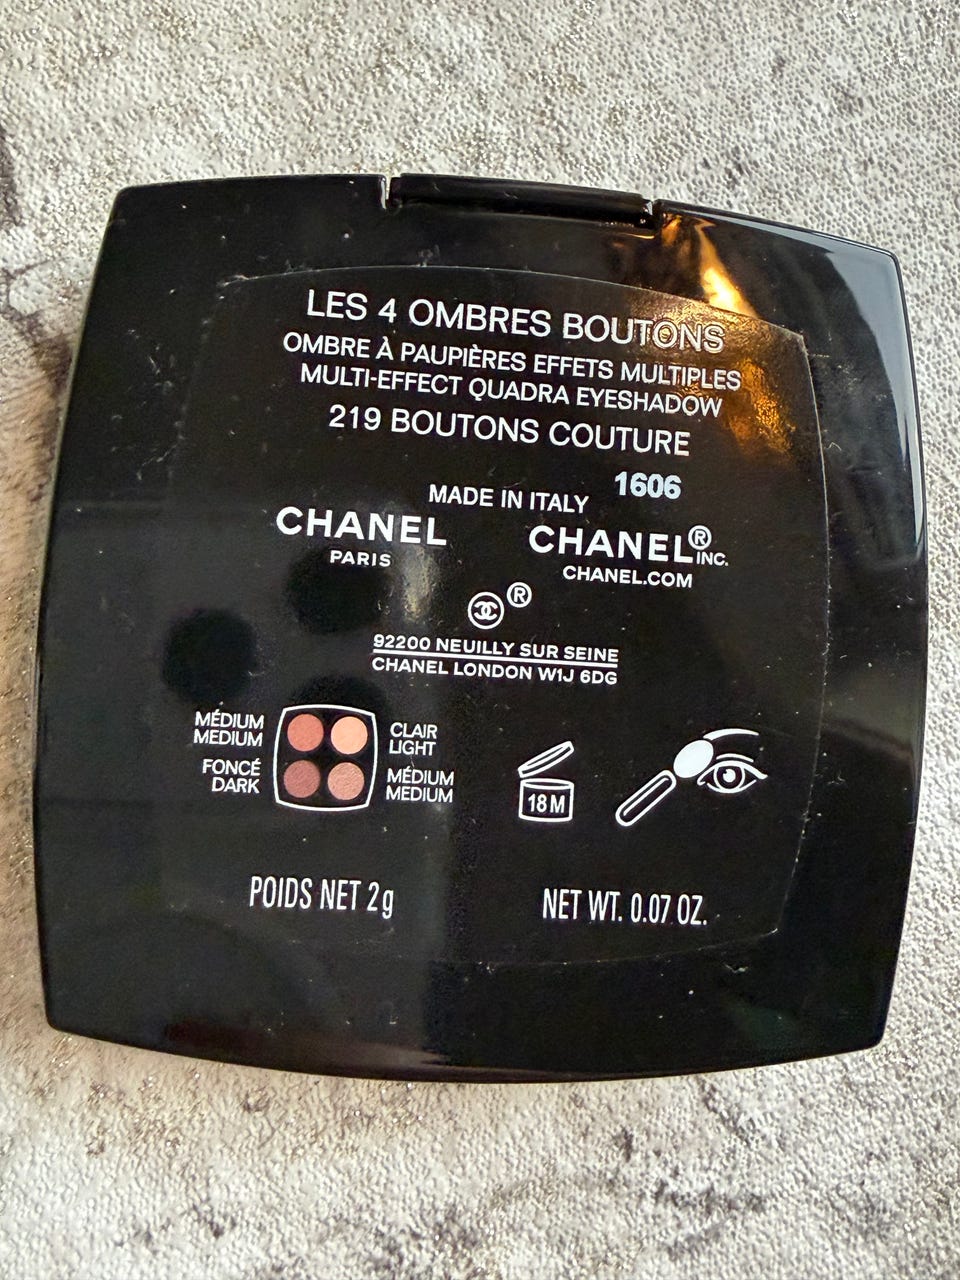 LES 4 OMBRES BOUTONS
OMBRE À PAUPIÈRES EFFETS MULTIPLES
MULTI-EFFECT QUADRA EYESHADOW
219 BOUTONS COUTURE
1606
MADE IN ITALY
CHANEL
PARIS
CHANEL® INC.
CHANEL.COM
®
92200 NEUILLY SUR SEINE
CHANEL LONDON W1J 6DG
MÉDIUM
MEDIUM
CLAIR
LIGHT
FONCÉ
DARK
MÉDIUM
MEDIUM
18M
POIDS NET 2g
NET WT. 0.07 OZ.